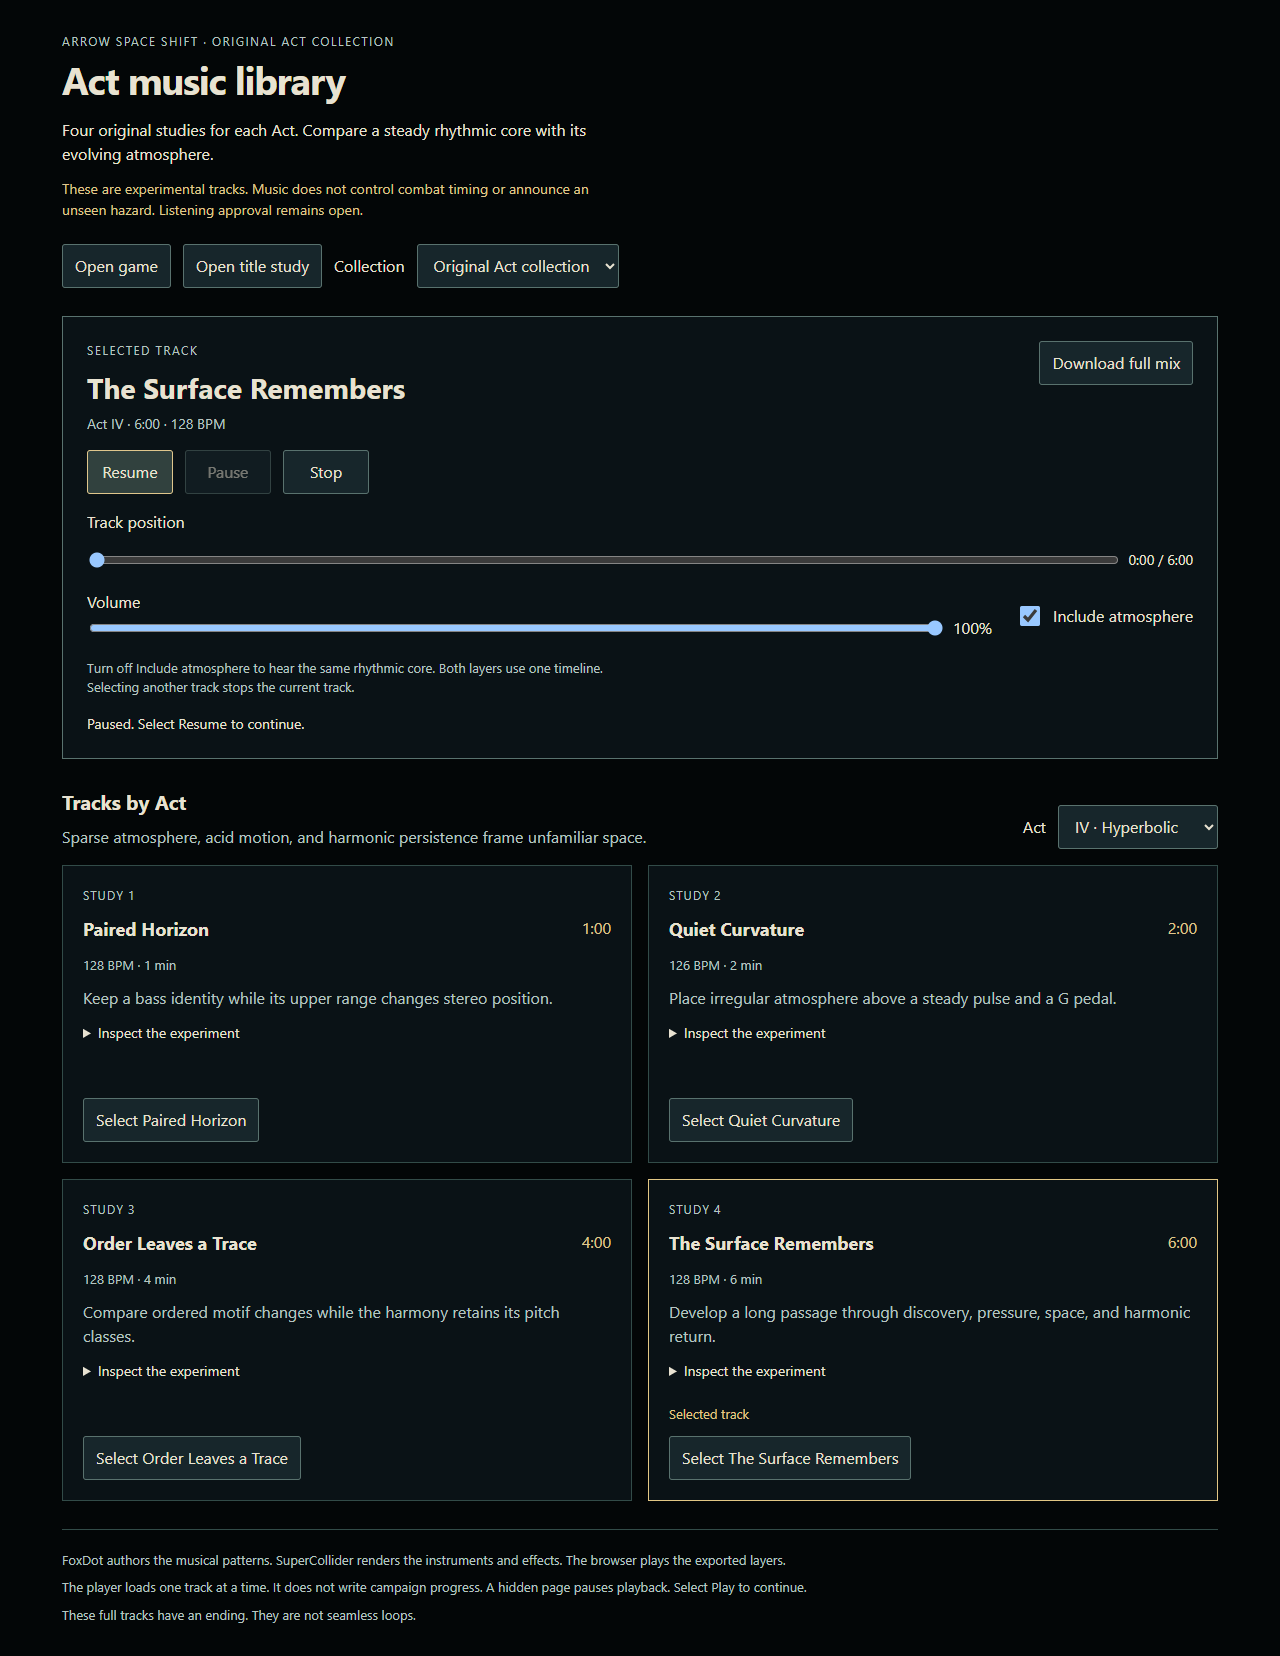 ARROW SPACE SHIFT · ORIGINAL ACT COLLECTION
Act music library
Four original studies for each Act. Compare a steady rhythmic core with its
evolving atmosphere.
These are experimental tracks. Music does not control combat timing or announce an
unseen hazard. Listening approval remains open.
Open game
Open title study
Collection
Original Act collection
SELECTED TRACK
Download full mix
The Surface Remembers
Act IV · 6:00 · 128 BPM
Resume
Pause
Stop
Track position
0:00 / 6:00
Volume
100%
Include atmosphere
Turn off Include atmosphere to hear the same rhythmic core. Both layers use one timeline.
Selecting another track stops the current track.
Paused. Select Resume to continue.
Tracks by Act
Sparse atmosphere, acid motion, and harmonic persistence frame unfamiliar space.
Act
IV · Hyperbolic
STUDY 1
Paired Horizon
1:00
128 BPM · 1 min
Keep a bass identity while its upper range changes stereo position.
Inspect the experiment
Select Paired Horizon
STUDY 2
Quiet Curvature
2:00
126 BPM · 2 min
Place irregular atmosphere above a steady pulse and a G pedal.
Inspect the experiment
Select Quiet Curvature
STUDY 3
Order Leaves a Trace
4:00
128 BPM · 4 min
Compare ordered motif changes while the harmony retains its pitch
classes.
Inspect the experiment
Select Order Leaves a Trace
STUDY 4
The Surface Remembers
6:00
128 BPM · 6 min
Develop a long passage through discovery, pressure, space, and harmonic
return.
Inspect the experiment
Selected track
Select The Surface Remembers
FoxDot authors the musical patterns. SuperCollider renders the instruments and effects. The browser plays the exported layers.
The player loads one track at a time. It does not write campaign progress. A hidden page pauses playback. Select Play to continue.
These full tracks have an ending. They are not seamless loops.